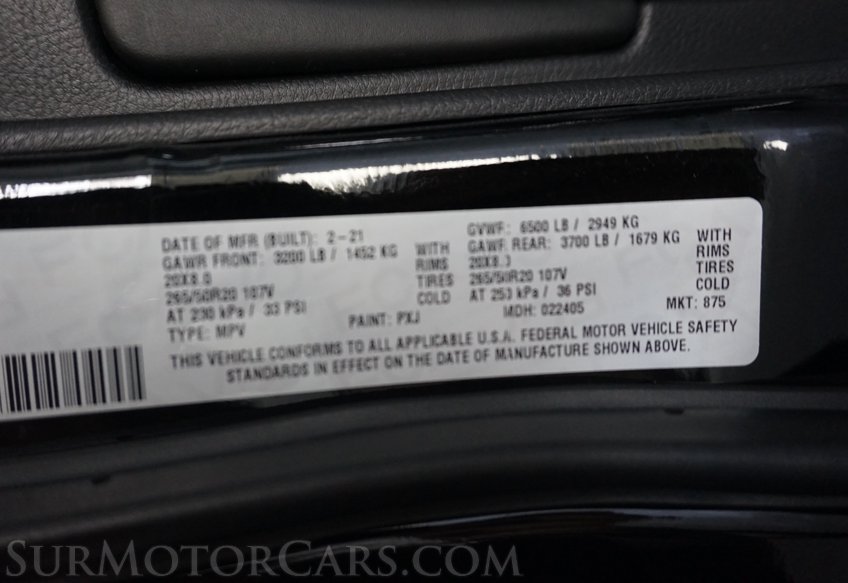 DATE OF MFR (BUILT): 2-21 GVWR: 6500 LB / 2949 KG
GAWR FRONT: 3200 LB / 1452 KG WITH GAWR REAR: 3700 LB / 1679 KG WITH
20X8.0 RIMS 20X8.0 RIMS
265/50R20 107V TIRES 265/50R20 107V TIRES
AT 230 kPa / 33 PSI COLD AT 250 kPa / 36 PSI COLD
TYPE: MPV PAINT: PXJ MDH: 022405 MKT: 875
THIS VEHICLE CONFORMS TO ALL APPLICABLE U.S.A. FEDERAL MOTOR VEHICLE SAFETY
STANDARDS IN EFFECT ON THE DATE OF MANUFACTURE SHOWN ABOVE.
SURMOTORCARS.COM